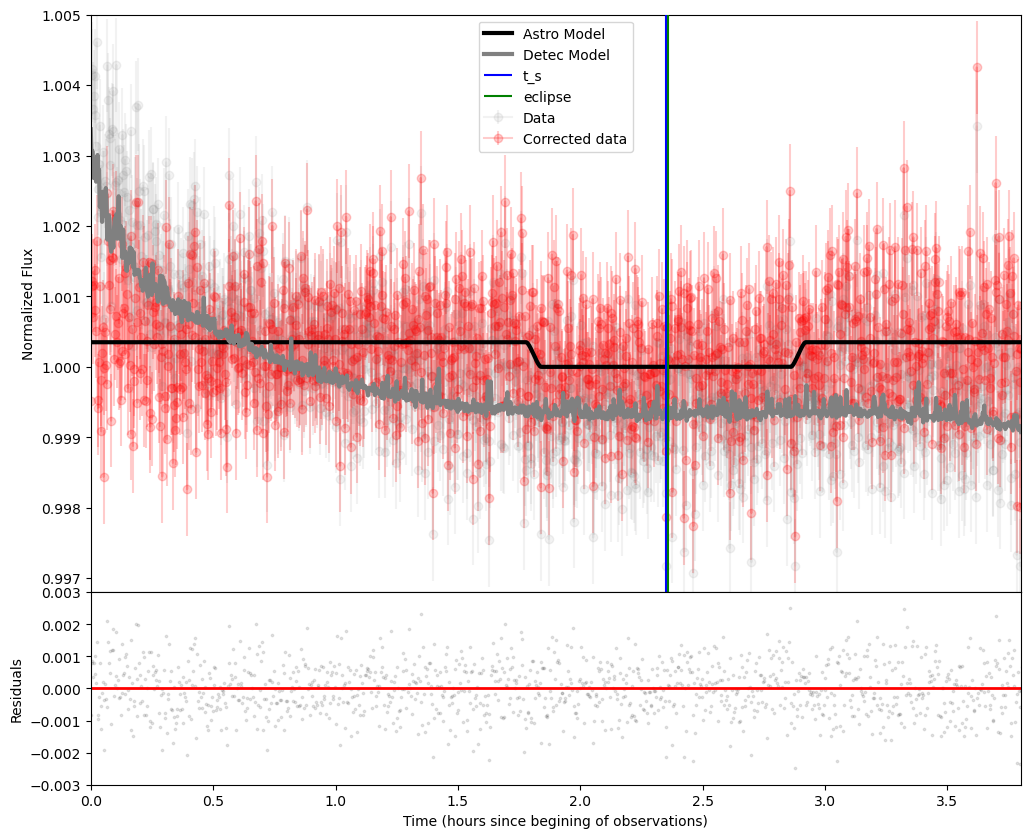 1.005
1.004
1.003
1.002
1.001
1.000
0.999
0.998
0.997
Normalized Flux
Astro Model
Detec Model
t_s
eclipse
Data
Corrected data
0.003
0.002
0.001
0.000
−0.001
−0.002
−0.003
Residuals
0.0 0.5 1.0 1.5 2.0 2.5 3.0 3.5
Time (hours since begining of observations)